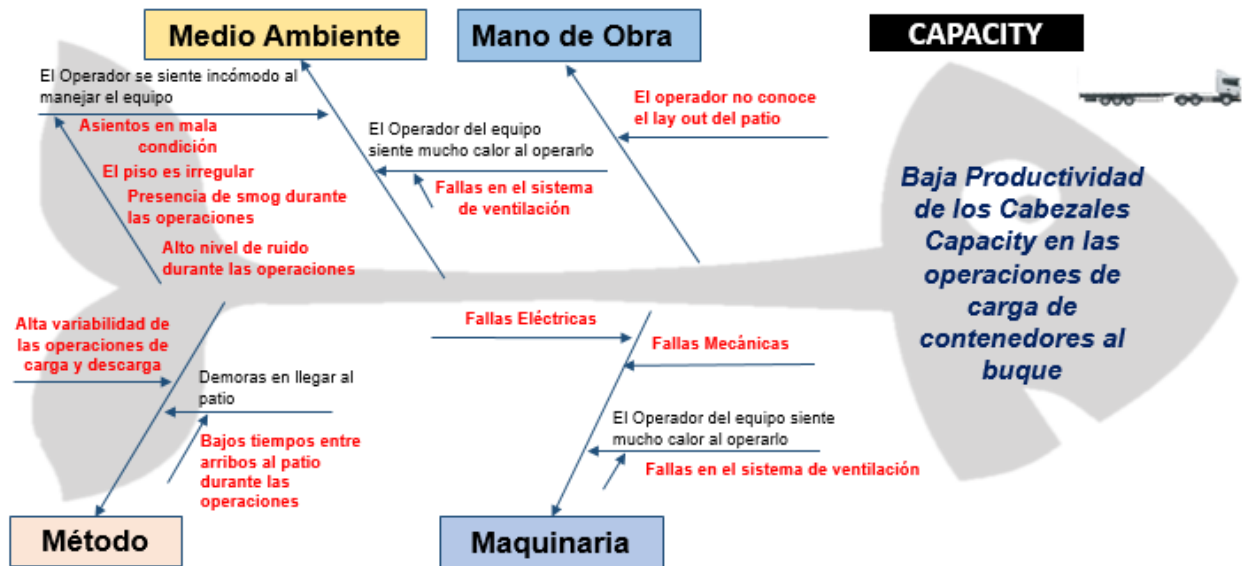 Medio Ambiente
Mano de Obra
CAPACITY
El Operador se siente incómodo al
manejar el equipo
Asientos en mala
condición
El piso es irregular
Presencia de smog durante
las operaciones
Alto nivel de ruido
durante las operaciones
El Operador del equipo
siente mucho calor al operarlo
Fallas en el sistema
de ventilación
El operador no conoce
el lay out del patio
Baja Productividad
de los Cabezales
Capacity en las
operaciones de
carga de
contenedores al
buque
Alta variabilidad de
las operaciones de
carga y descarga
Demoras en llegar al
patio
Bajos tiempos entre
arribos al patio
durante las
operaciones
Fallas Eléctricas
Fallas Mecánicas
El Operador del equipo siente
mucho calor al operarlo
Fallas en el sistema de ventilación
Método
Maquinaria